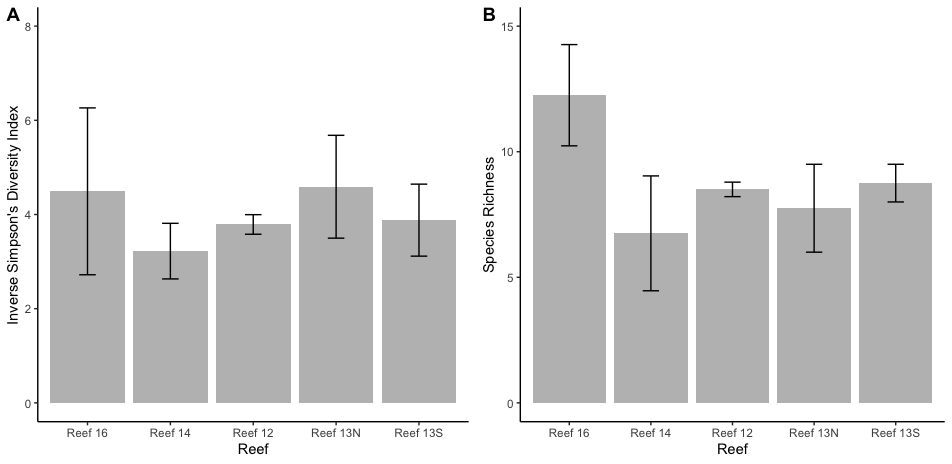 A
Inverse Simpson's Diversity Index
8
6
4
2
0
Reef 16 Reef 14 Reef 12 Reef 13N Reef 13S
Reef
B
Species Richness
15
10
5
0
Reef 16 Reef 14 Reef 12 Reef 13N Reef 13S
Reef